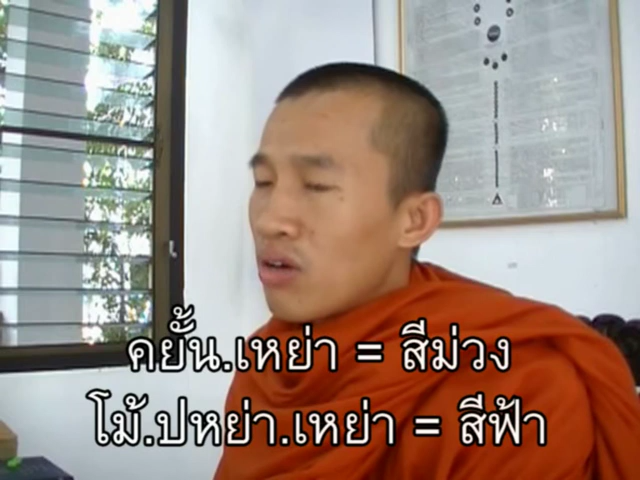 คยั้น.เหย่า = สีม่วง
โม้.ปหย่า.เหย่า = สีฟ้า